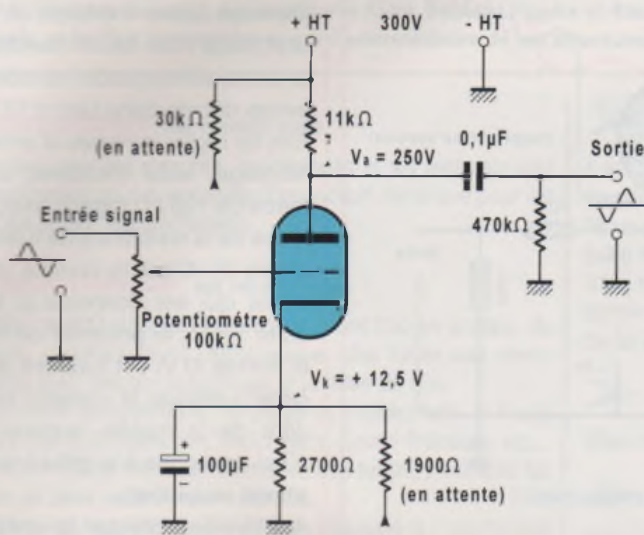 + HT 300V - HT
30kΩ
(en attente)
11kΩ
Va = 250V
0,1µF
Sortie
470kΩ
Entrée signal
Potentiométre
100kΩ
Vk = + 12,5 V
+
100µF
−
2700Ω
1900Ω
(en attente)